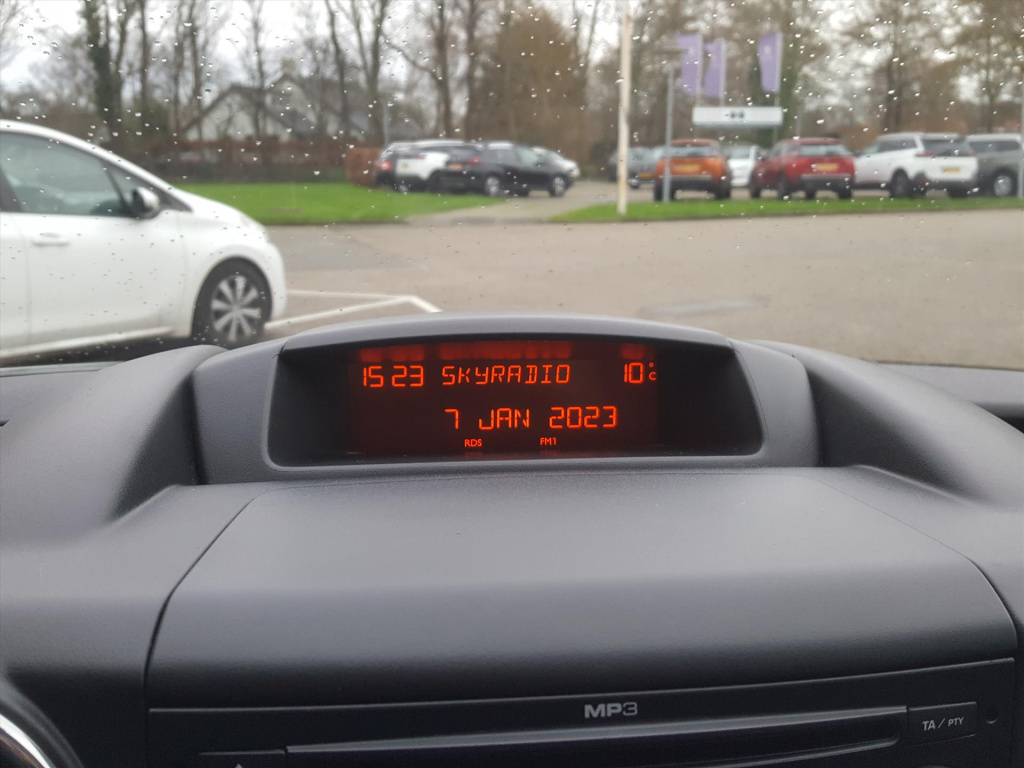 15 23 SKYRADIO 10°C
7 JAN 2023
RDS FM1
MP3
TA / PTY